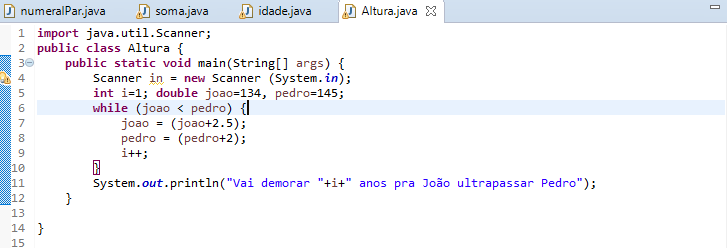 numeralPar.java soma.java idade.java Altura.java
1 import java.util.Scanner;
2 public class Altura {
3 public static void main(String[] args) {
4 Scanner in = new Scanner (System.in);
5 int i=1; double joao=134, pedro=145;
6 while (joao < pedro) {
7 joao = (joao+2.5);
8 pedro = (pedro+2);
9 i++;
10 }
11 System.out.println("Vai demorar "+i+" anos pra João ultrapassar Pedro");
12 }
13
14 }
15